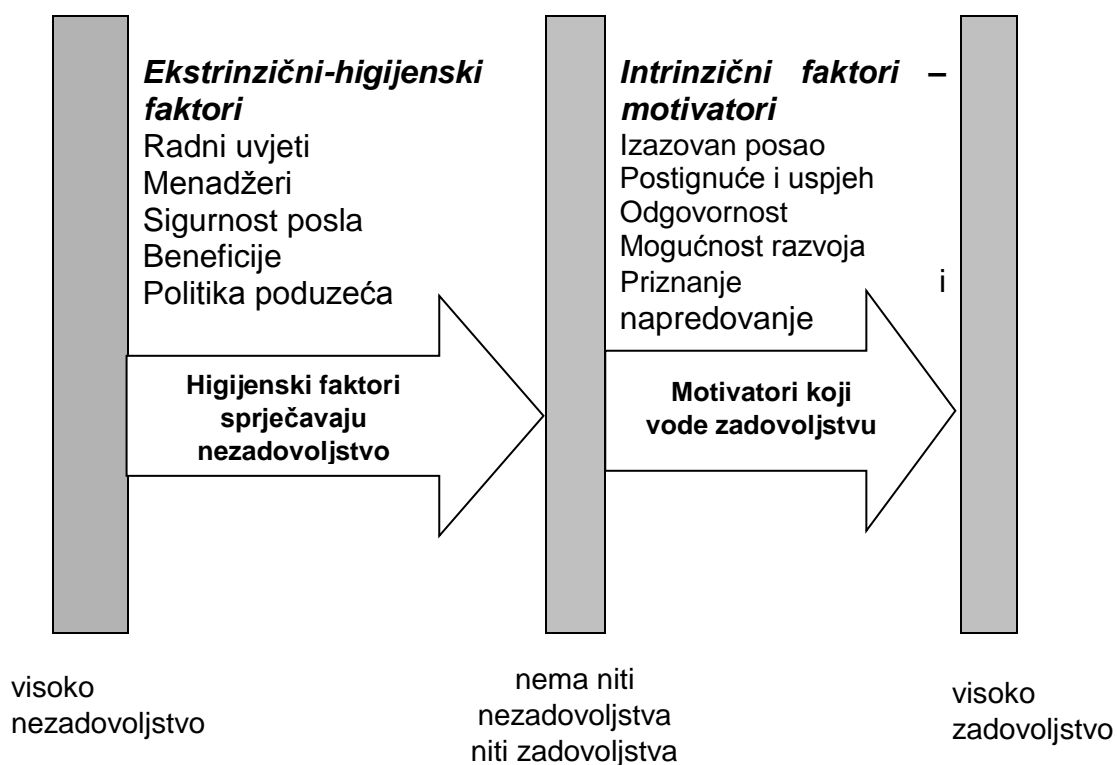 Ekstrinzični-higijenski
faktori
Radni uvjeti
Menadžeri
Sigurnost posla
Beneficije
Politika poduzeća
Higijenski faktori
sprječavaju
nezadovoljstvo
Intrinzični faktori –
motivatori
Izazovan posao
Postignuće i uspjeh
Odgovornost
Mogućnost razvoja
Priznanje i
napredovanje
Motivatori koji
vode zadovoljstvu
visoko
nezadovoljstvo
nema niti
nezadovoljstva
niti zadovoljstva
visoko
zadovoljstvo